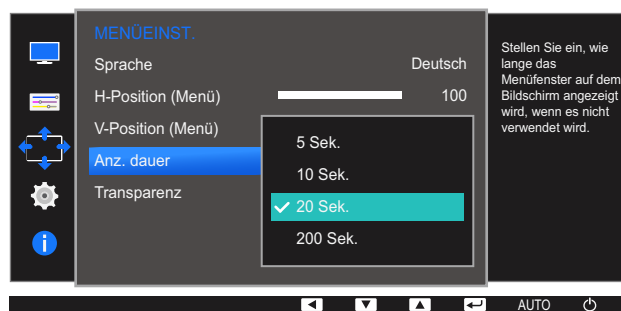 MENÜEINST.
Sprache Deutsch
H-Position (Menü) 100
V-Position (Menü)
Anz. dauer
Transparenz
5 Sek.
10 Sek.
20 Sek.
200 Sek.
Stellen Sie ein, wie
lange das
Menüfenster auf dem
Bildschirm angezeigt
wird, wenn es nicht
verwendet wird.
AUTO